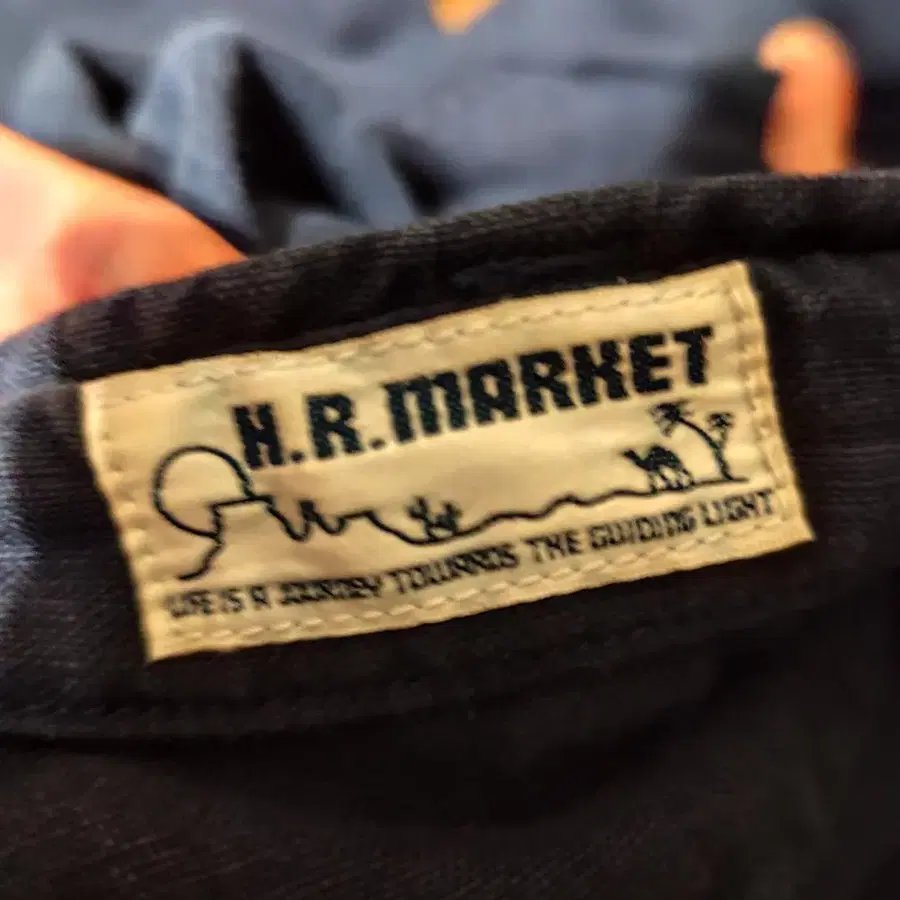 H.R.MARKET
LIFE IS A JOURNEY TOWARDS THE GUIDING LIGHT